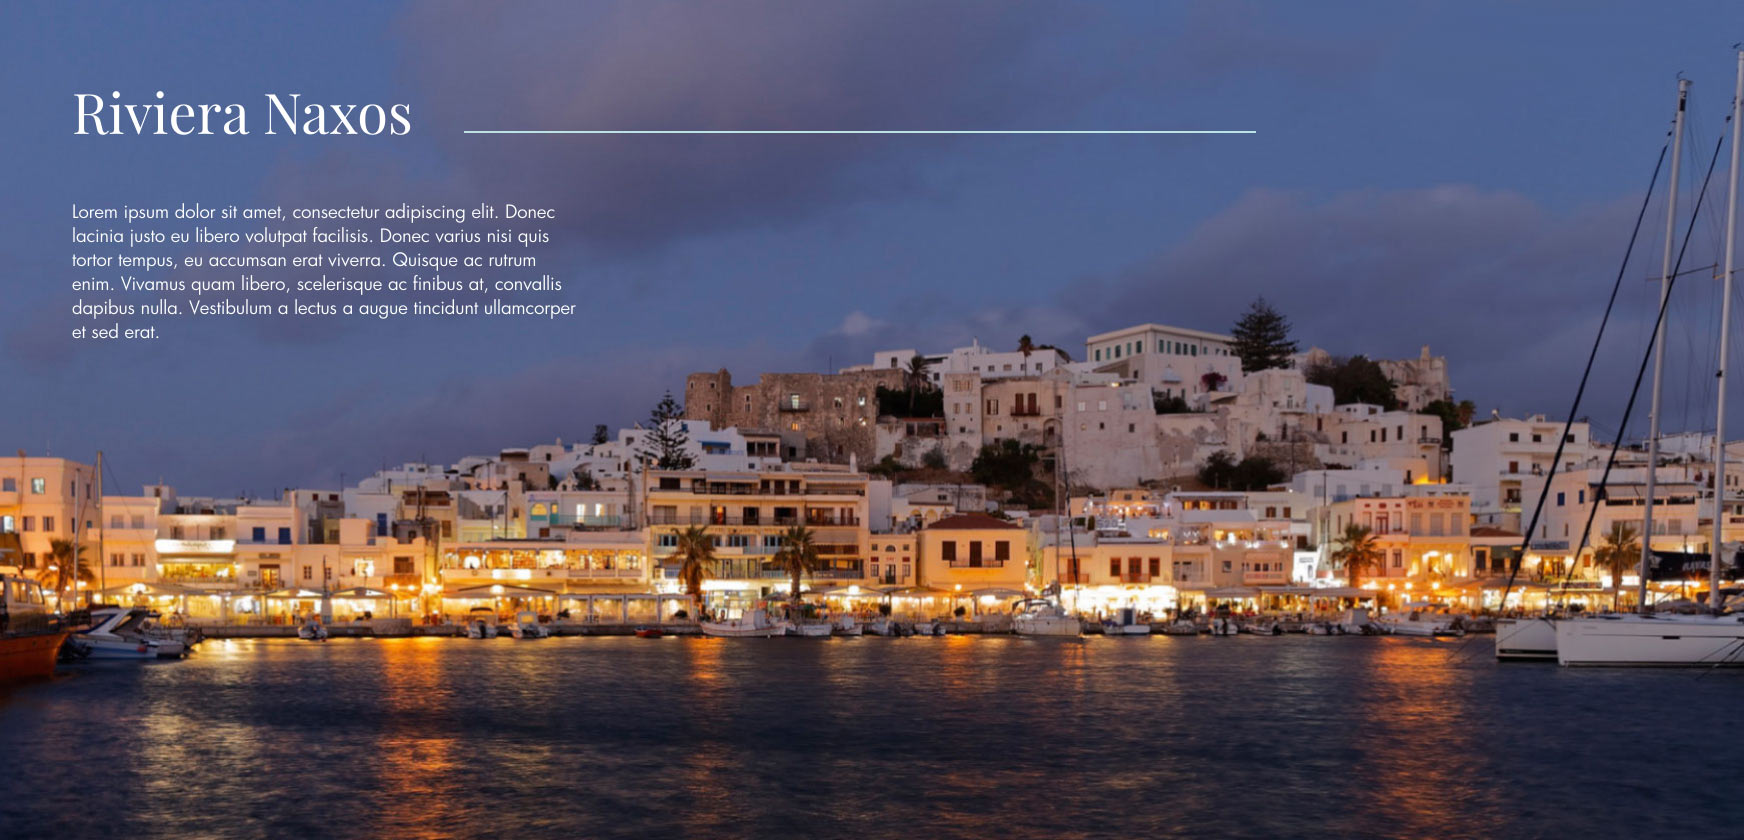 Riviera Naxos
Lorem ipsum dolor sit amet, consectetur adipiscing elit. Donec
lacinia justo eu libero volutpat facilisis. Donec varius nisi quis
tortor tempus, eu accumsan erat viverra. Quisque ac rutrum
enim. Vivamus quam libero, scelerisque ac finibus at, convallis
dapibus nulla. Vestibulum a lectus a augue tincidunt ullamcorper
et sed erat.